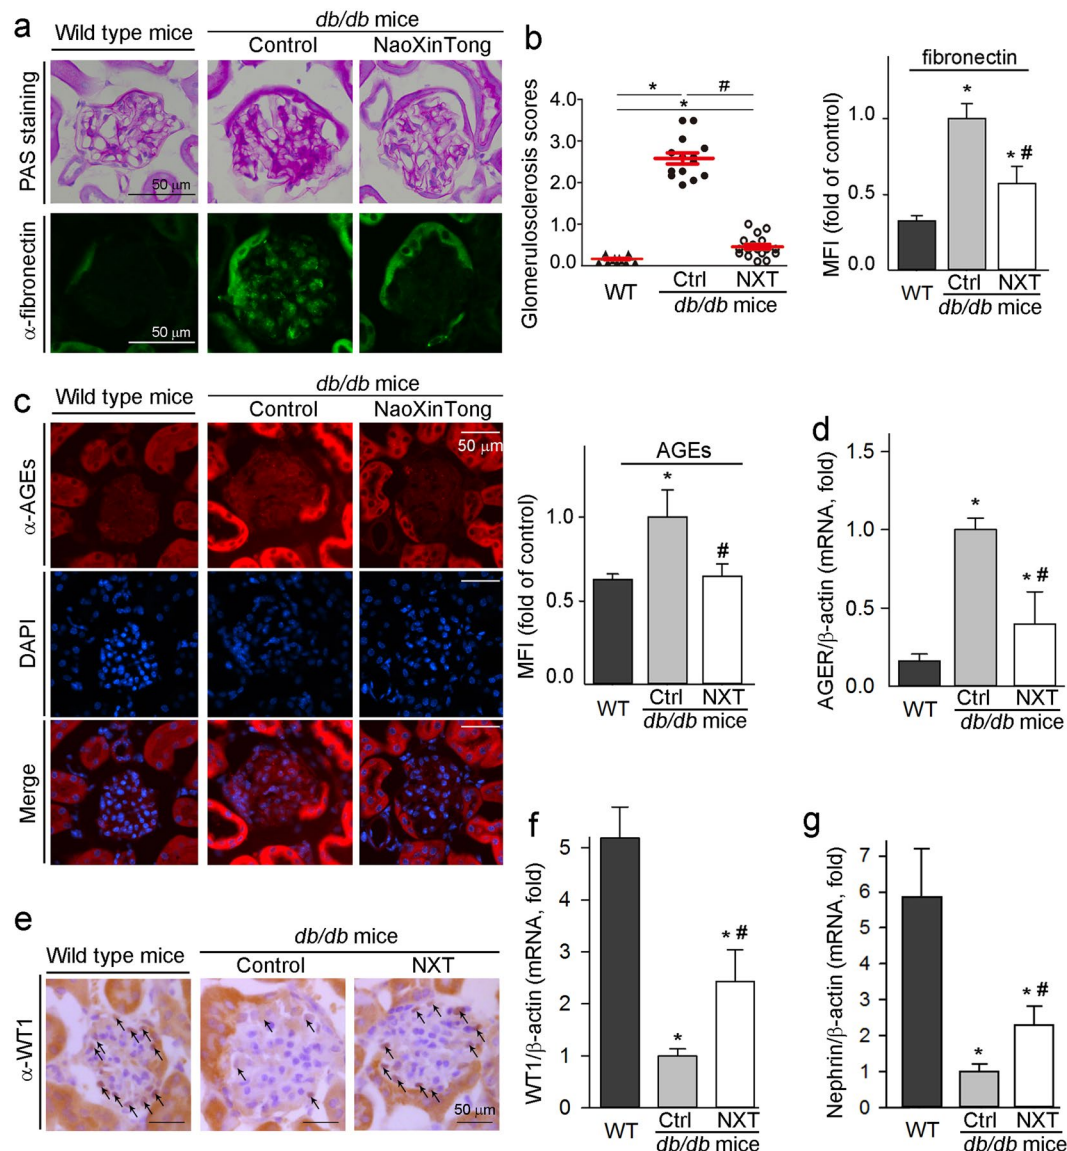 a
db/db mice
Wild type mice
Control
NaoXinTong
PAS staining
50 μm
α-fibronectin
50 μm
b
Glomerulosclerosis scores
* #
*
4.0
3.0
2.0
1.0
0.0
WT
Ctrl NXT
db/db mice
fibronectin
MFI (fold of control)
*
* #
1.0
0.5
0.0
WT
Ctrl NXT
db/db mice
c
db/db mice
Wild type mice
Control
NaoXinTong
α-AGEs
50 μm
DAPI
Merge
AGEs
MFI (fold of control)
*
#
1.0
0.5
0.0
WT
Ctrl NXT
db/db mice
d
AGER/β-actin (mRNA, fold)
1.5
1.0
0.5
0.0
*
* #
WT
Ctrl NXT
db/db mice
e
db/db mice
Wild type mice
Control
NXT
α-WT1
50 μm
f
WT1/β-actin (mRNA, fold)
5
4
3
2
1
0
*
* #
WT
Ctrl NXT
db/db mice
g
Nephrin/β-actin (mRNA, fold)
7
6
5
4
3
2
1
0
*
* #
WT
Ctrl NXT
db/db mice